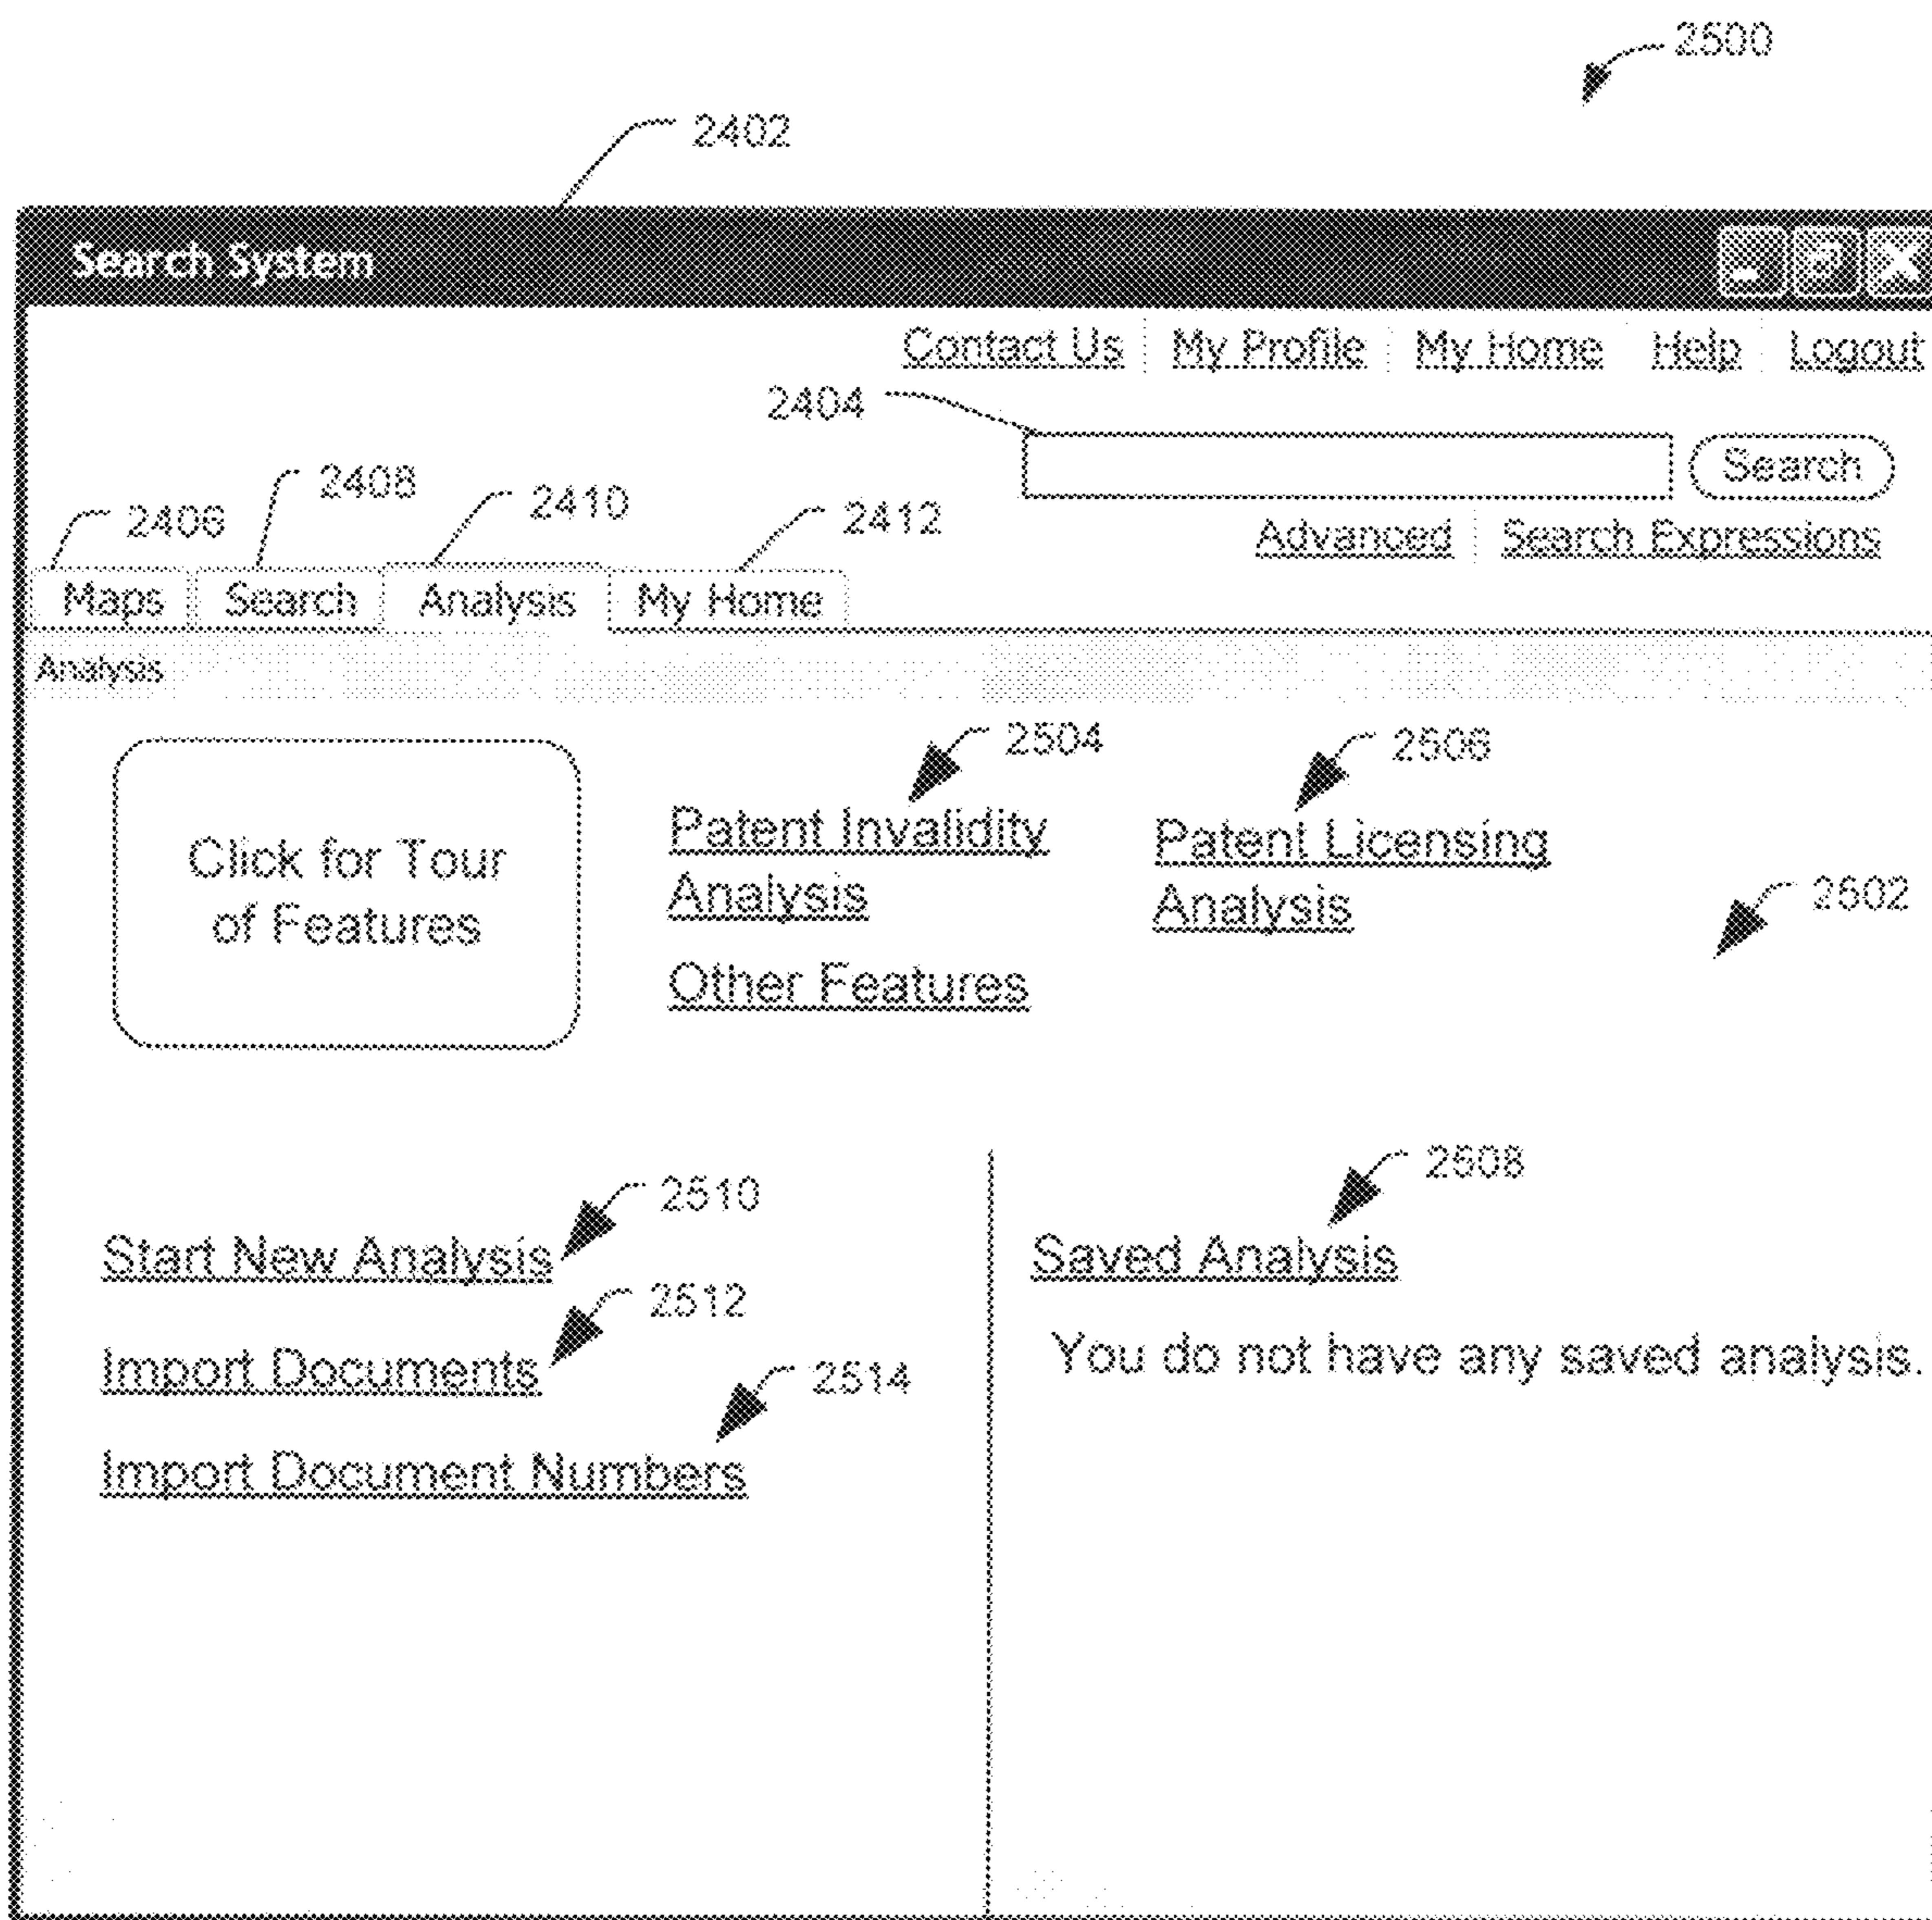 2500
2402
Search System
Contact Us My Profile My Home Help Logout
2404
Search
2406 2408 2410 2412
Advanced Search Expressions
Maps Search Analysis My Home
Analysis
2504 2506
Click for Tour
of Features
Patent Invalidity
Analysis
Patent Licensing
Analysis
2502
Other Features
2510 2508
Start New Analysis Saved Analysis
2512
Import Documents You do not have any saved analysis.
2514
Import Document Numbers